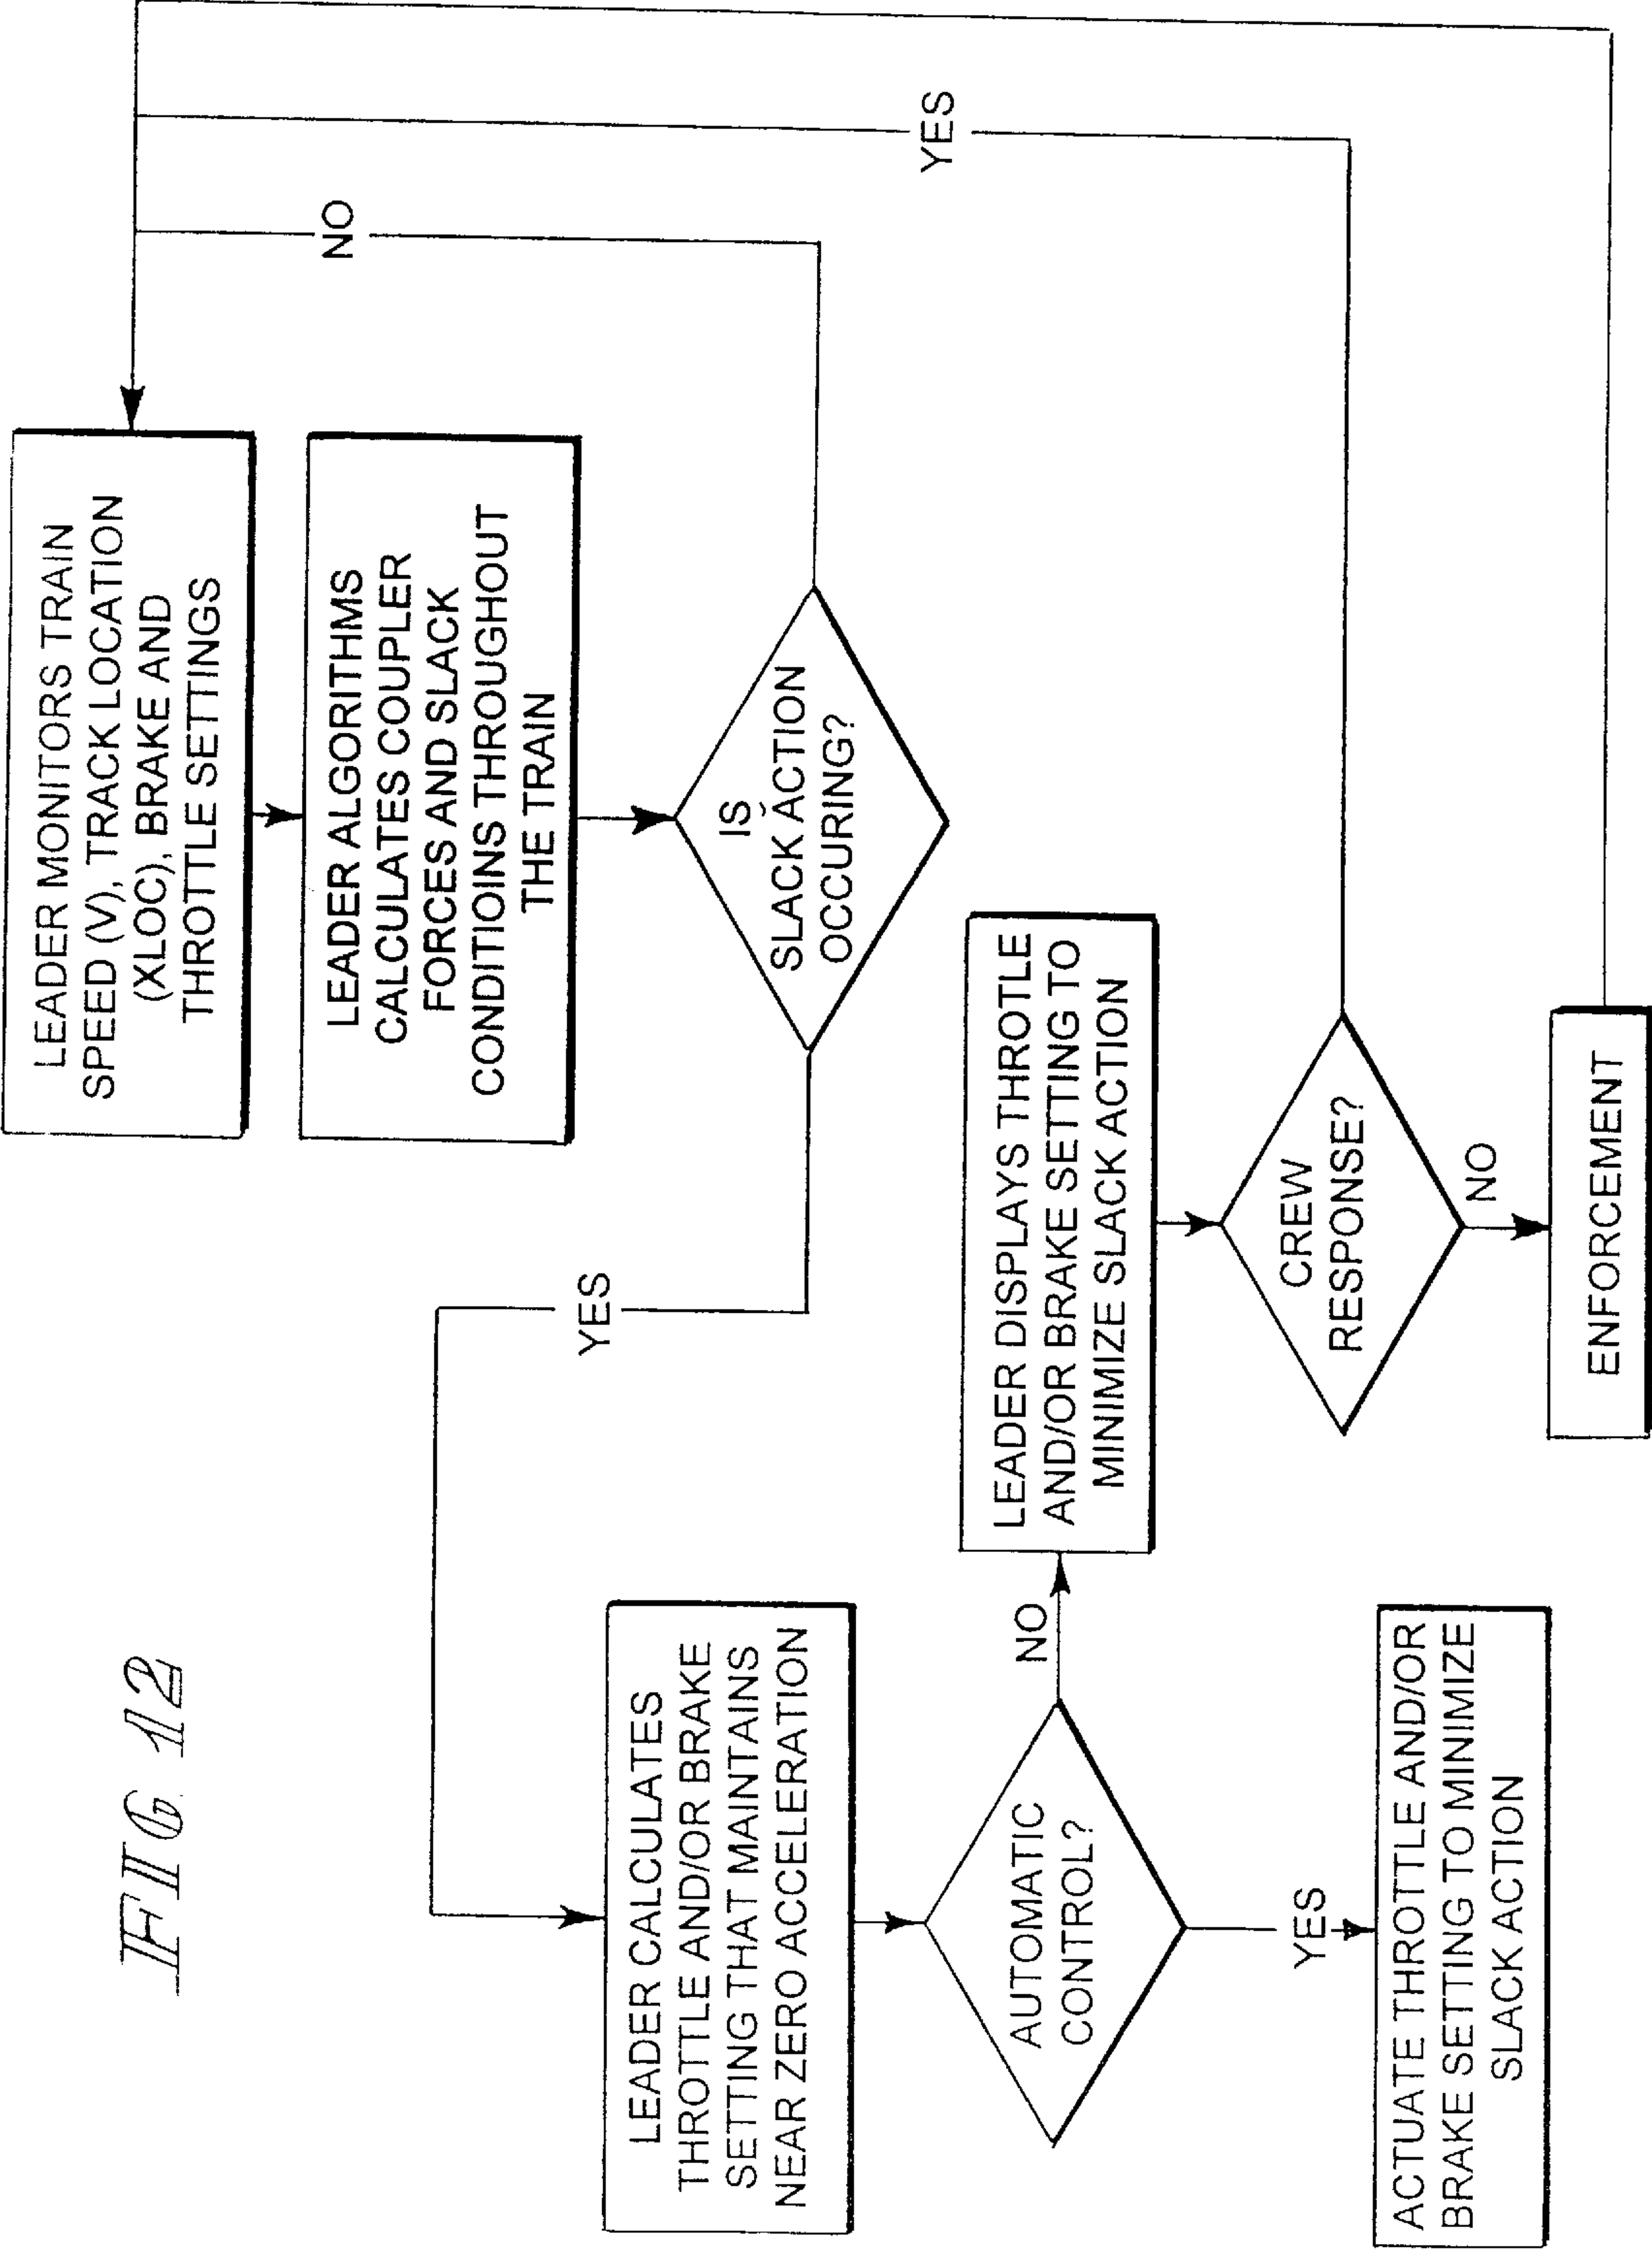 FIG 12
LEADER MONITORS TRAIN
SPEED (V), TRACK LOCATION
(XLOC), BRAKE AND
THROTTLE SETTINGS
LEADER ALGORITHMS
CALCULATES COUPLER
FORCES AND SLACK
CONDITIOINS THROUGHOUT
THE TRAIN
IS
SLACK ACTION
OCCURING?
NO
YES
LEADER CALCULATES
THROTTLE AND/OR BRAKE
SETTING THAT MAINTAINS
NEAR ZERO ACCELERATION
AUTOMATIC
CONTROL?
NO
YES
ACTUATE THROTTLE AND/OR
BRAKE SETTING TO MINIMIZE
SLACK ACTION
LEADER DISPLAYS THROTLE
AND/OR BRAKE SETTING TO
MINIMIZE SLACK ACTION
CREW
RESPONSE?
YES
NO
ENFORCEMENT